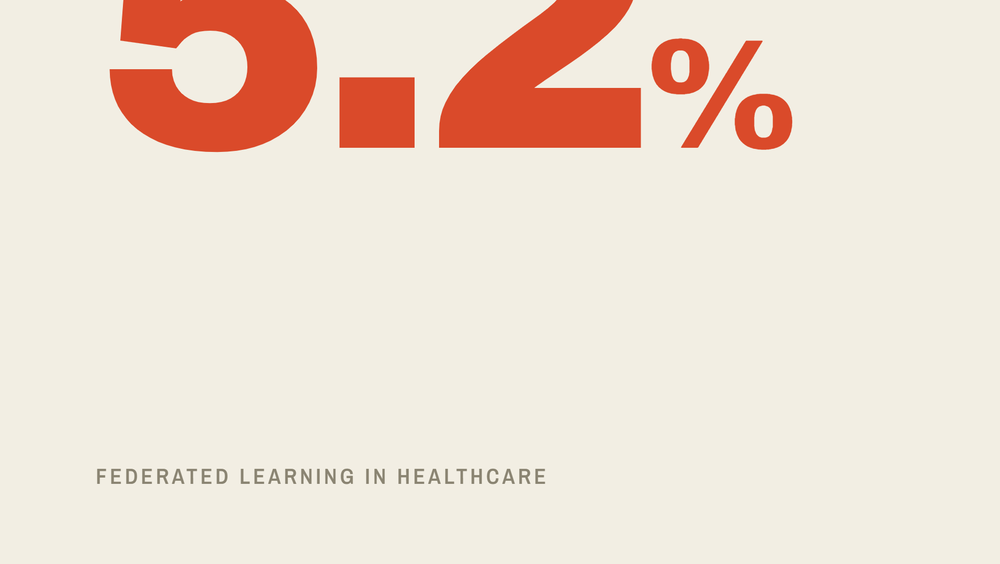 5.2%
FEDERATED LEARNING IN HEALTHCARE